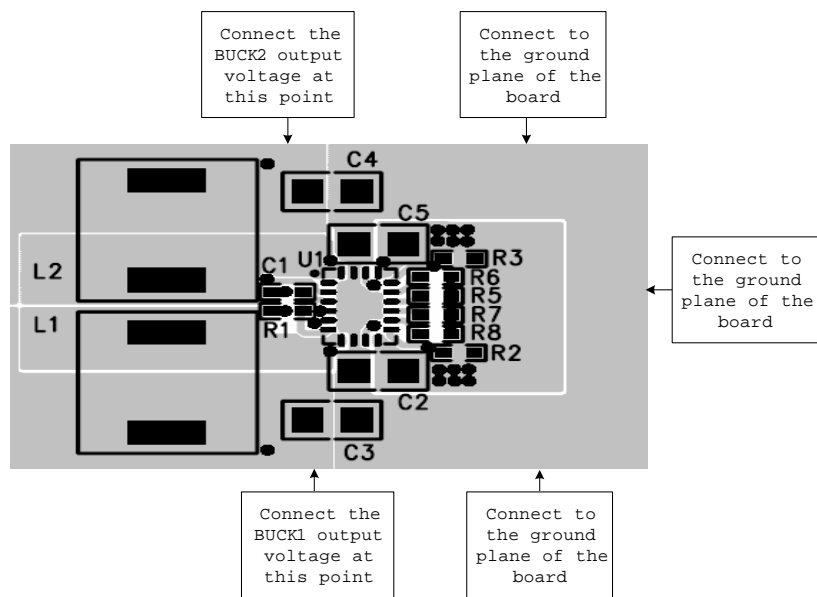 Connect the
BUCK2 output
voltage at
this point
Connect to
the ground
plane of the
board
C4
C5
L2
C1
U1
R3
R6
Connect to
the ground
plane of the
board
R5
L1
R7
R1
R8
R2
C2
C3
Connect the
BUCK1 output
voltage at
this point
Connect to
the ground
plane of the
board